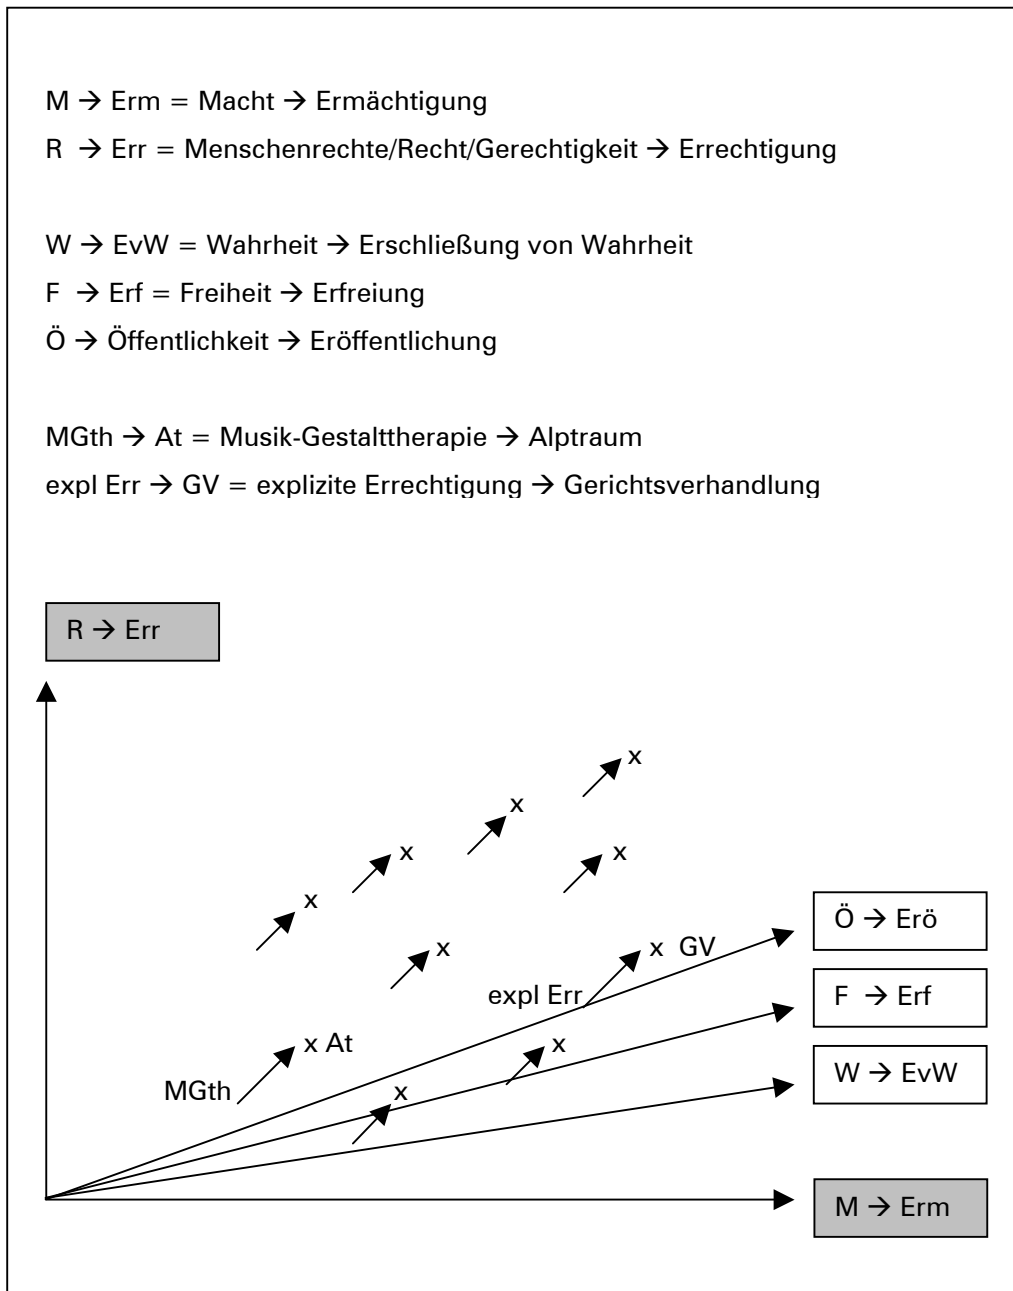 M → Erm = Macht → Ermächtigung
R → Err = Menschenrechte/Recht/Gerechtigkeit → Errechtigung
W → EvW = Wahrheit → Erschließung von Wahrheit
F → Erf = Freiheit → Erfreiung
Ö → Öffentlichkeit → Eröffentlichung
MGth → At = Musik-Gestalttherapie → Alptraum
expl Err → GV = explizite Errechtigung → Gerichtsverhandlung
R → Err
x
x
x
x
x
x
Ö → Erö
x
x GV
expl Err
F → Erf
x At
x
W → EvW
MGth
x
M → Erm